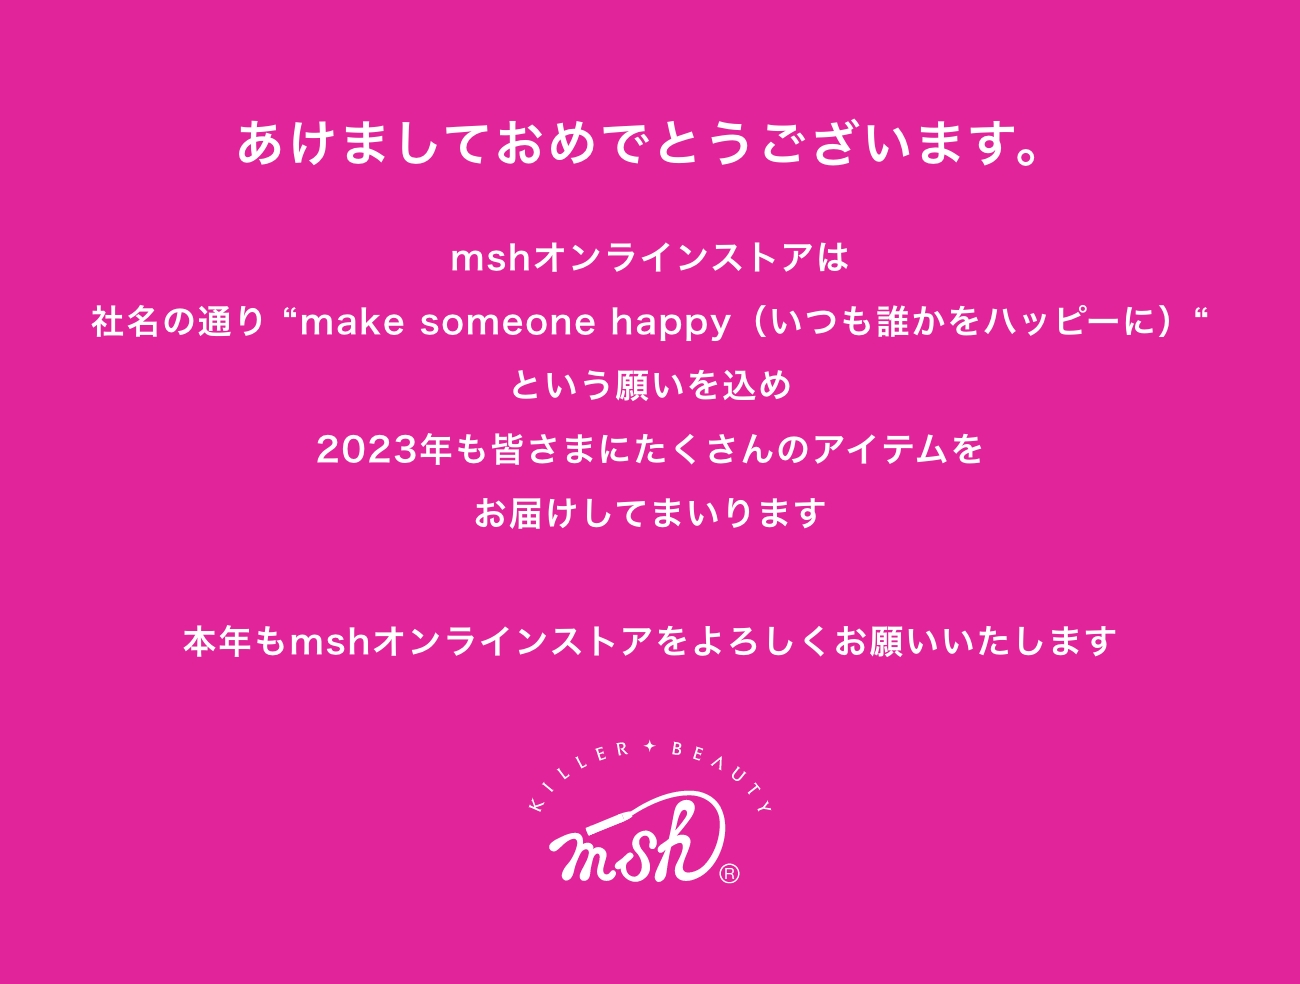 あけましておめでとうございます。
mshオンラインストアは
社名の通り “make someone happy（いつも誰かをハッピーに）“
という願いを込め
2023年も皆さまにたくさんのアイテムを
お届けしてまいります
本年もmshオンラインストアをよろしくお願いいたします
KILLER ✦ BEAUTY
msh®